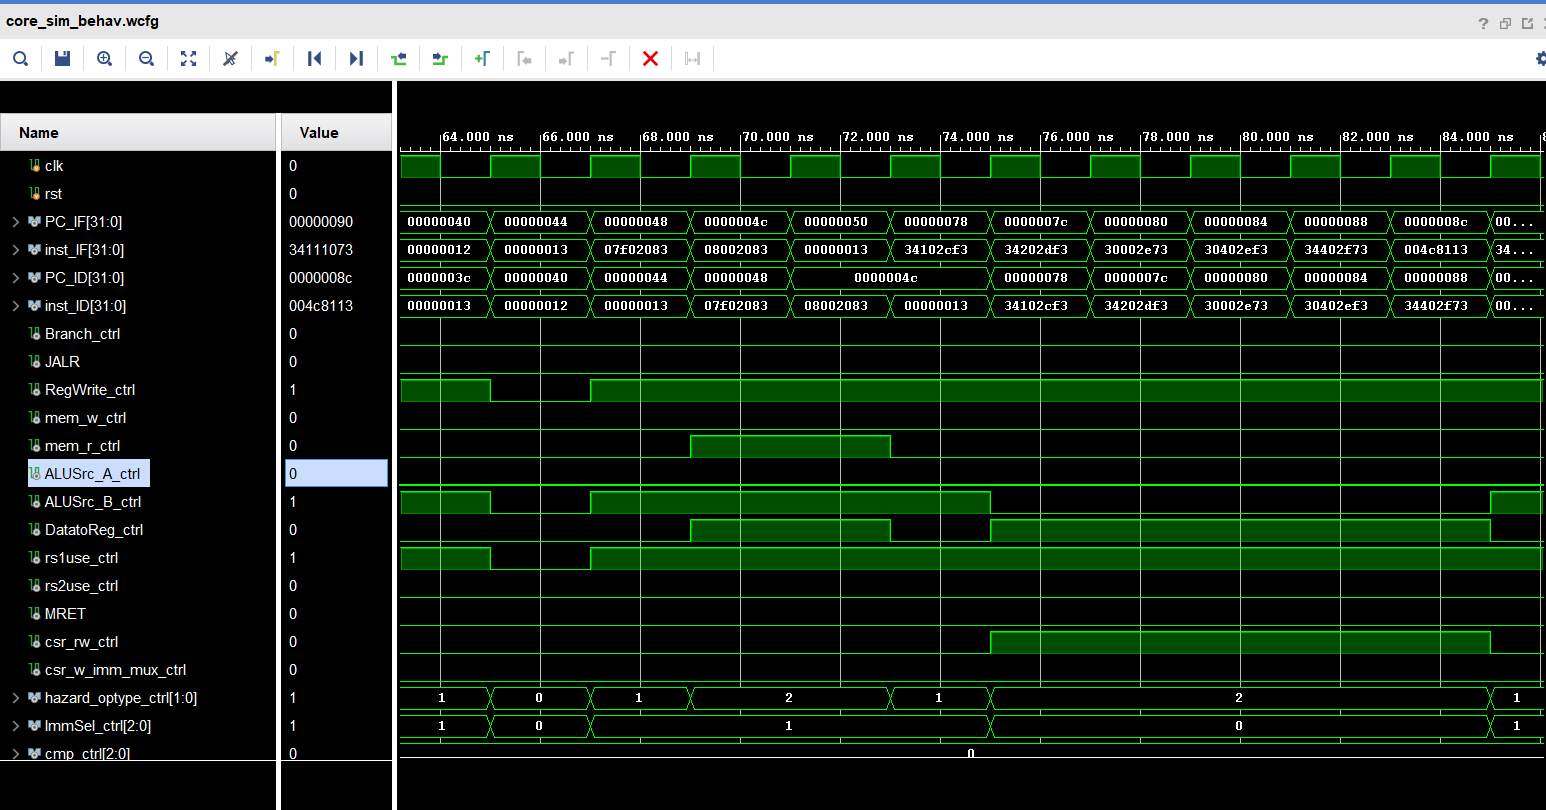 core_sim_behav.wcfg
?
Name Value
64.000 ns 66.000 ns 68.000 ns 70.000 ns 72.000 ns 74.000 ns 76.000 ns 78.000 ns 80.000 ns 82.000 ns 84.000 ns
clk 0
rst 0
PC_IF[31:0] 00000090 00000040 00000044 00000048 0000004c 00000050 00000078 0000007c 00000080 00000084 00000088 0000008c 00...
inst_IF[31:0] 34111073 00000012 00000013 07f02083 08002083 00000013 34102cf3 34202df3 30002e73 30402ef3 34402f73 004c8113 34...
PC_ID[31:0] 0000008c 0000003c 00000040 00000044 00000048 0000004c 00000078 0000007c 00000080 00000084 00000088 00...
inst_ID[31:0] 004c8113 00000013 00000012 00000013 07f02083 08002083 00000013 34102cf3 34202df3 30002e73 30402ef3 34402f73 00...
Branch_ctrl 0
JALR 0
RegWrite_ctrl 1
mem_w_ctrl 0
mem_r_ctrl 0
ALUSrc_A_ctrl 0
ALUSrc_B_ctrl 1
DatatoReg_ctrl 0
rs1use_ctrl 1
rs2use_ctrl 0
MRET 0
csr_rw_ctrl 0
csr_w_imm_mux_ctrl 0
hazard_optype_ctrl[1:0] 1 1 0 1 2 1 2 1
ImmSel_ctrl[2:0] 1 1 0 1 0 1
cmp_ctrl[2:0] 0 0